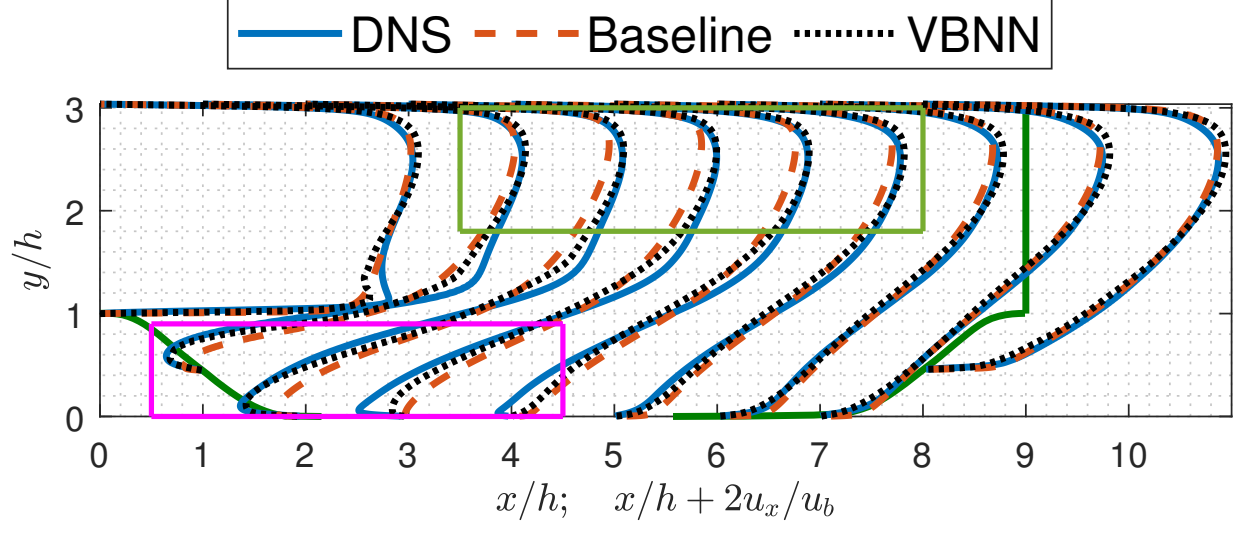 DNS Baseline VBNN
3
2
1
0
y/h
0 1 2 3 4 5 6 7 8 9 10
x/h; x/h + 2u_x/u_b